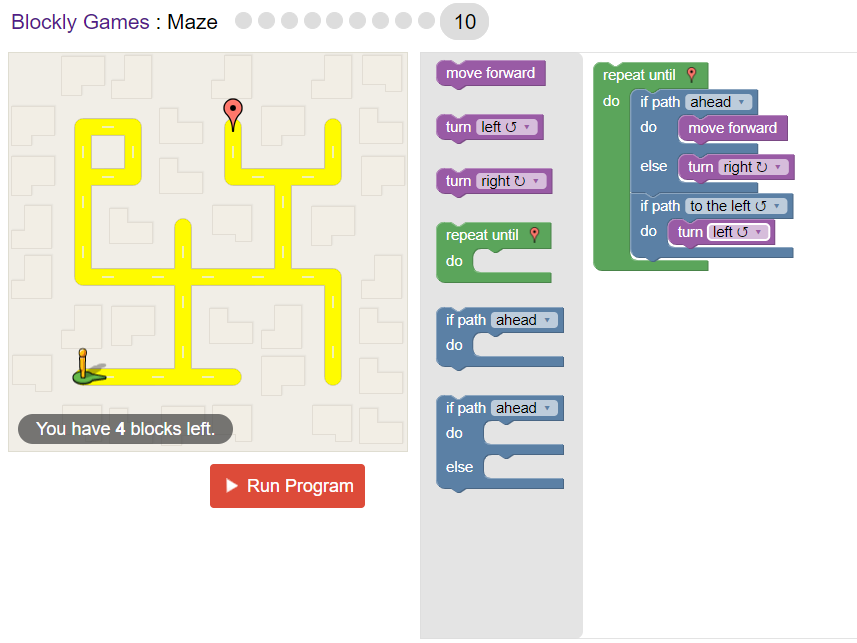 Blockly Games : Maze
10
You have 4 blocks left.
Run Program
move forward
turn left ↺ ▾
turn right ↻ ▾
repeat until
do
if path ahead ▾
do
if path ahead ▾
do
else
repeat until
do if path ahead ▾
do move forward
else turn right ↻ ▾
if path to the left ↺ ▾
do turn left ↺ ▾